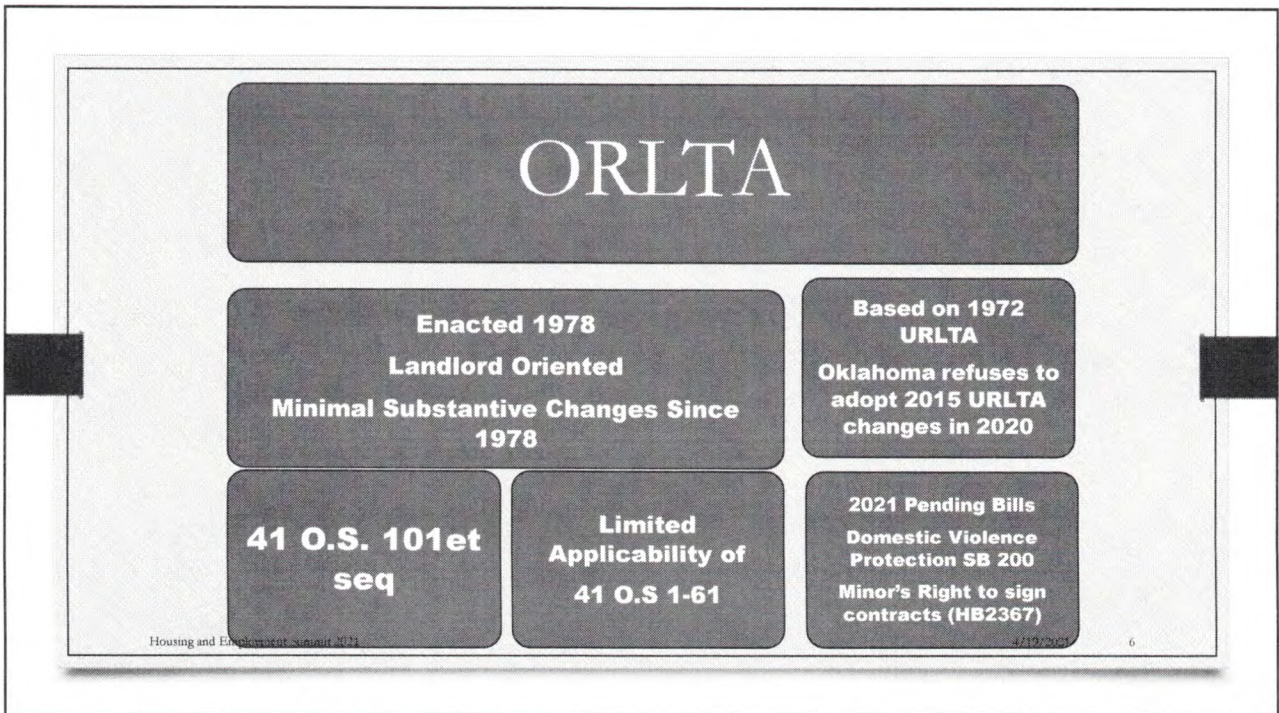 ORLTA
Enacted 1978
Landlord Oriented
Minimal Substantive Changes Since
1978
Based on 1972
URLTA
Oklahoma refuses to
adopt 2015 URLTA
changes in 2020
41 O.S. 101et
seq
Limited
Applicability of
41 O.S 1-61
2021 Pending Bills
Domestic Violence
Protection SB 200
Minor's Right to sign
contracts (HB2367)
Housing and Employment Summit 2021
4/19/2021
6